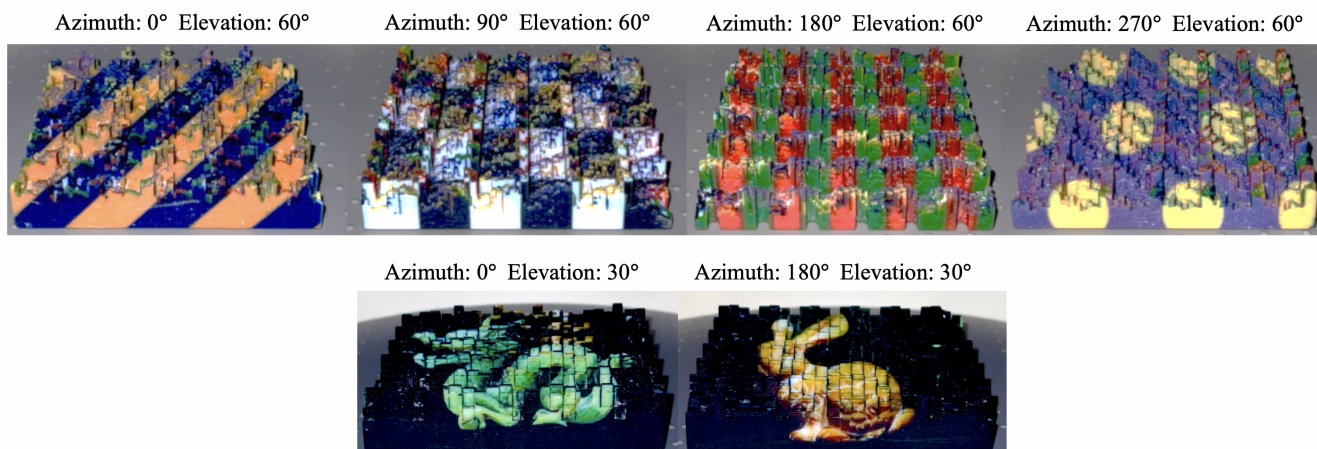 Azimuth: 0° Elevation: 60°
Azimuth: 90° Elevation: 60°
Azimuth: 180° Elevation: 60°
Azimuth: 270° Elevation: 60°
Azimuth: 0° Elevation: 30°
Azimuth: 180° Elevation: 30°